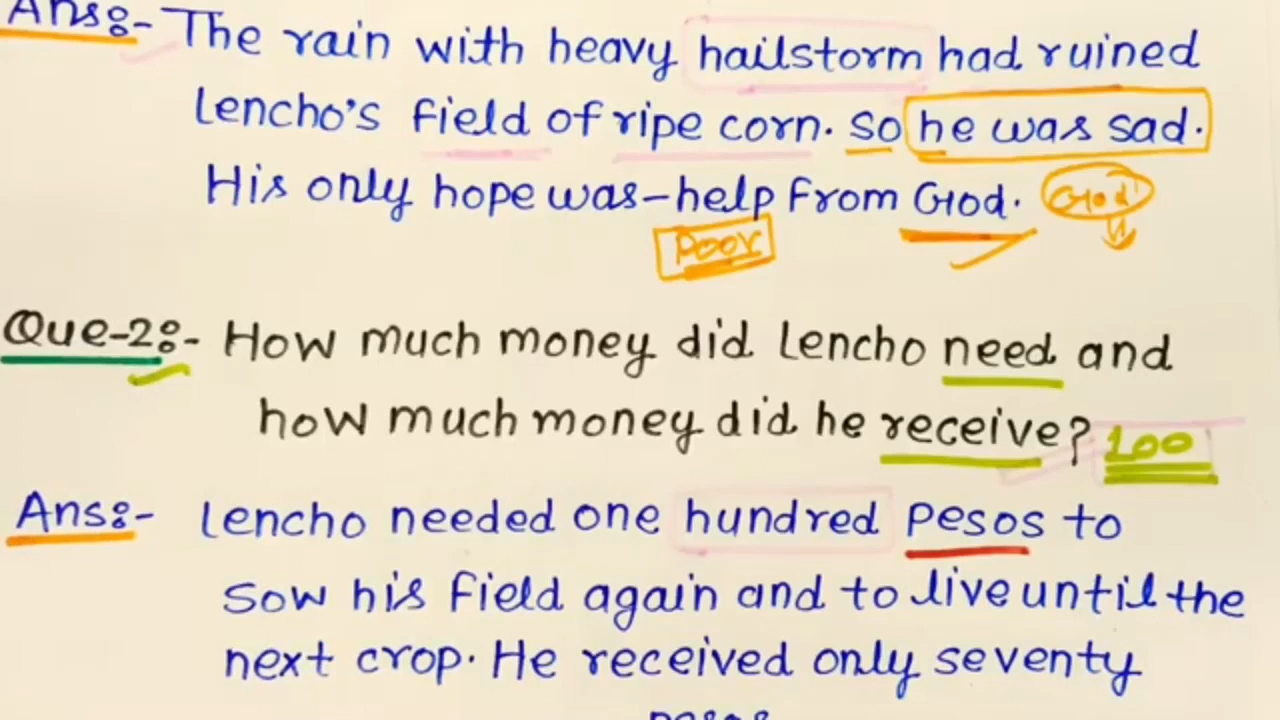 Ans:- The rain with heavy hailstorm had ruined
Lencho's field of ripe corn. so he was sad.
His only hope was-help from God. God
Poor
Que-2:- How much money did Lencho need and
how much money did he receive? 100
Ans:- Lencho needed one hundred pesos to
sow his field again and to live until the
next crop. He received only seventy
pesos